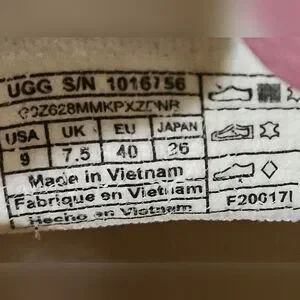 UGG S/N 1016756
USA UK EU JAPAN
9 7.5 40 26
Made in Vietnam
Fabrique en Vietnam F20017I
Hecho en Vietnam